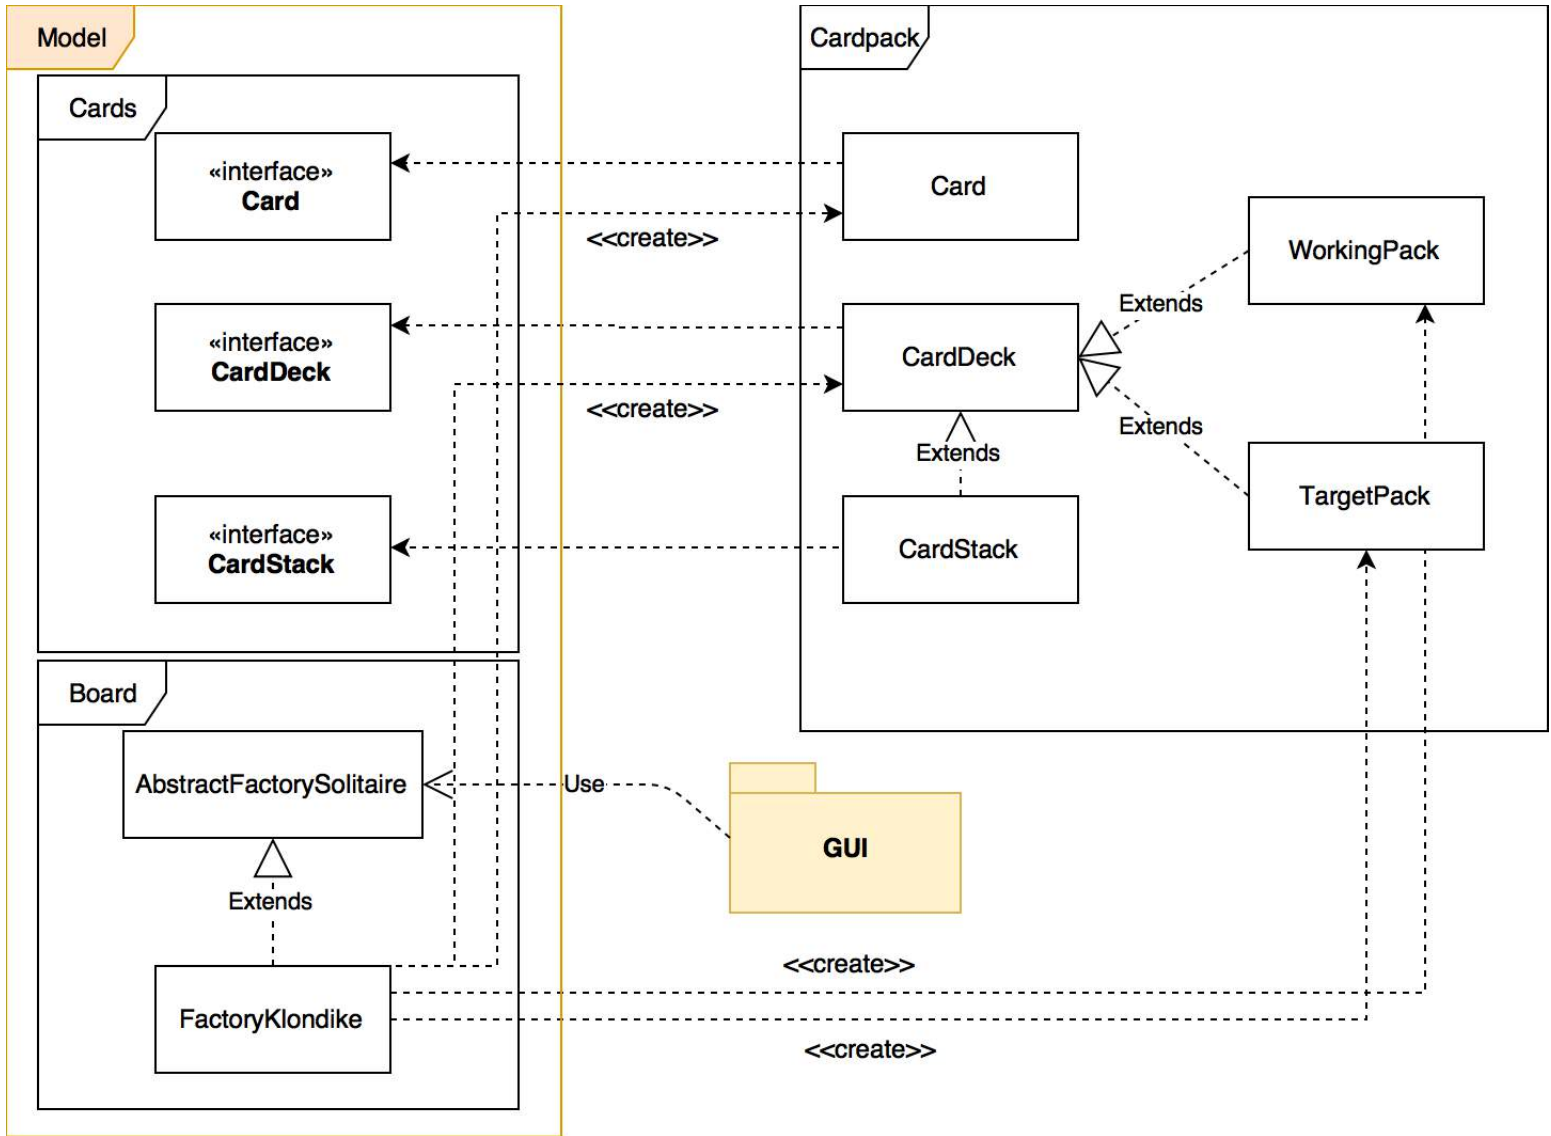 Model
Cardpack
Cards
«interface»
Card
Card
<<create>>
WorkingPack
Extends
«interface»
CardDeck
CardDeck
<<create>>
Extends
Extends
TargetPack
«interface»
CardStack
CardStack
Board
AbstractFactorySolitaire
Use
GUI
Extends
<<create>>
FactoryKlondike
<<create>>